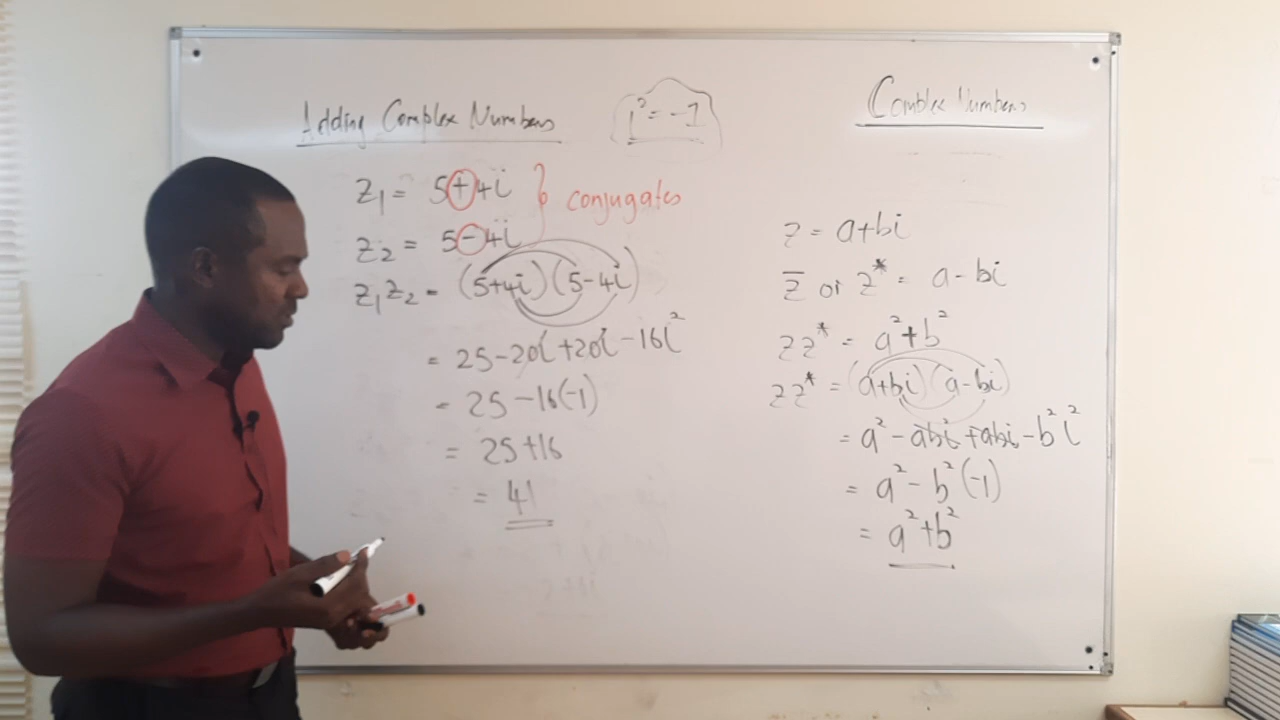 Adding Complex Numbers
i² = -1
z₁ = 5+4i
conjugates
z₂ = 5-4i
z₁z₂ = (5+4i)(5-4i)
= 25-20i+20i-16i²
= 25-16(-1)
= 25+16
= 41
Complex Numbers
z = a+bi
z̅ or z* = a-bi
zz* = a²+b²
zz* = (a+bi)(a-bi)
= a²-abi+abi-b²i²
= a²-b²(-1)
= a²+b²